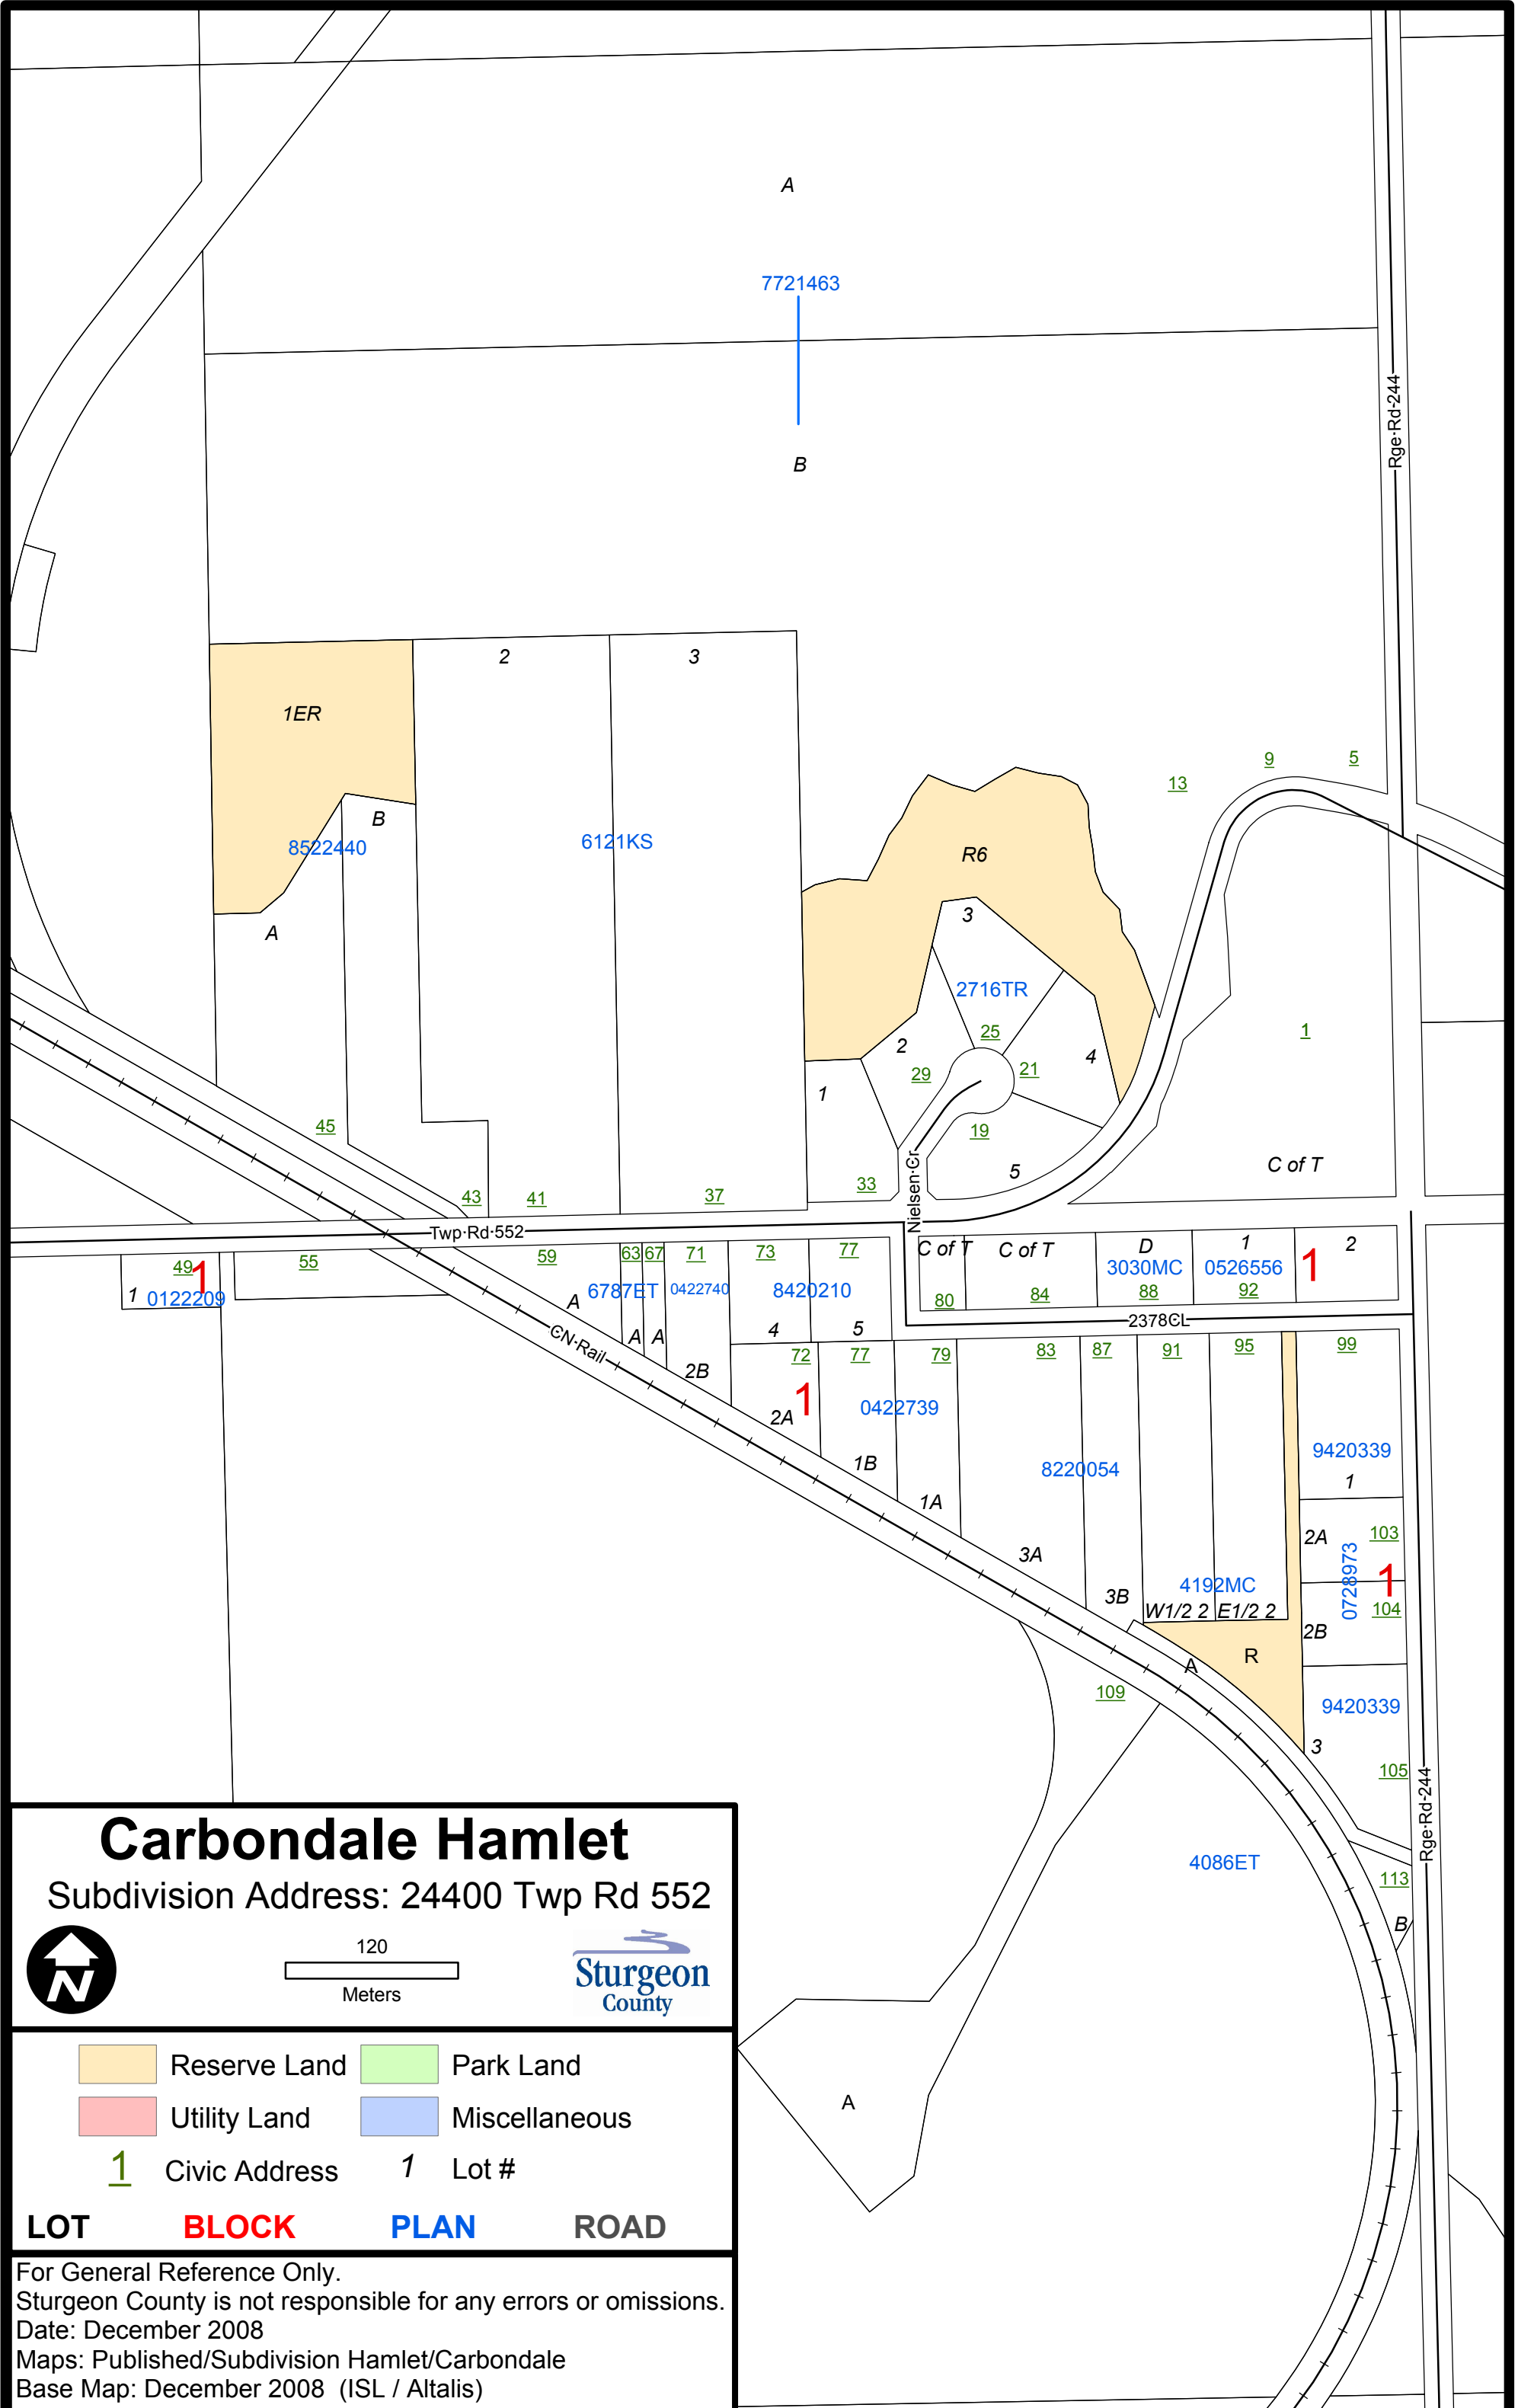 A
7721463
Rge Rd 244
B
2
3
1ER
B
8522440
6121KS
A
R6
13
9
5
3
2716TR
25
2
29
21
4
1
1
19
5
C of T
45
43
41
37
33
Nielsen Cr
Twp Rd 552
49
1
1
0122209
55
59
63
67
71
73
77
A
6787ET
0422740
8420210
A
A
4
5
2B
CN Rail
C of T
C of T
D
1
2
3030MC
0526556
1
80
84
88
92
2378CL
72
77
79
83
87
91
95
99
1
2A
0422739
1B
1A
8220054
9420339
1
3A
2A
103
0728973
1
4192MC
3B
W1/2 2
E1/2 2
104
2B
R
A
109
9420339
3
105
Rge Rd 244
4086ET
113
B
A
Carbondale Hamlet
Subdivision Address: 24400 Twp Rd 552
N
120
Meters
Sturgeon
County
Reserve Land
Park Land
Utility Land
Miscellaneous
1 Civic Address
1 Lot #
LOT BLOCK PLAN ROAD
For General Reference Only.
Sturgeon County is not responsible for any errors or omissions.
Date: December 2008
Maps: Published/Subdivision Hamlet/Carbondale
Base Map: December 2008 (ISL / Altalis)